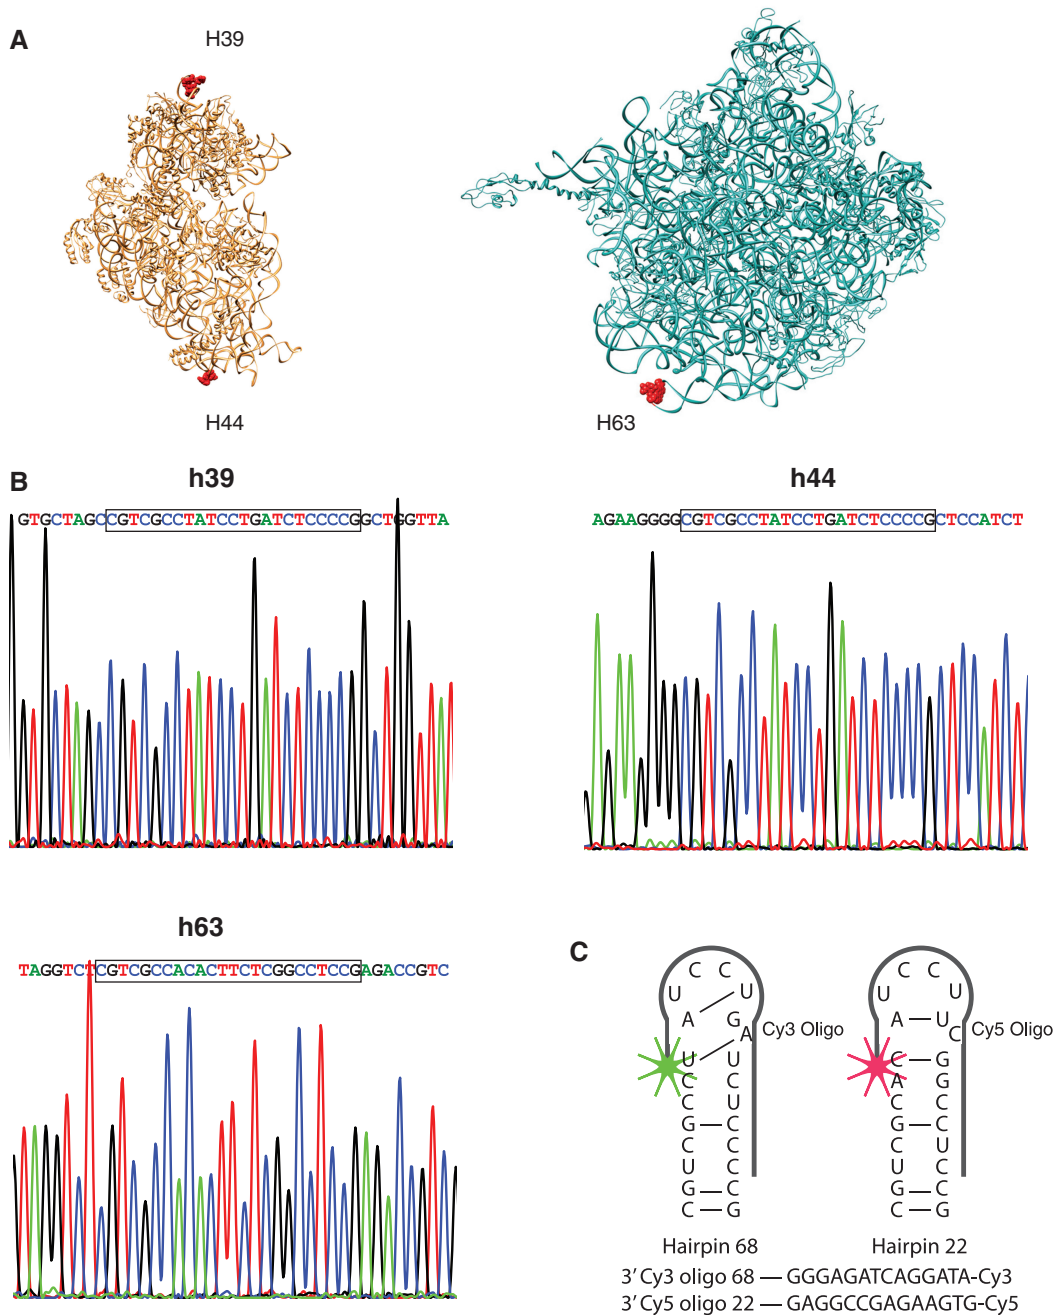 A
H39
H44
H63
B
h39
GTGCTAGCCGTCGCCTATCCTGATCTCCCCGGCTGGTTA
h44
AGAAGGGGCGTCGCCTATCCTGATCTCCCCGCTCCATCT
h63
TAGGTCTCGTCGCCACACTTCTCGGCCTCCGAGACCGTC
C
C C
U U
A G
A
U U
C C
C U
G C
C C
U C
G C
C G
Cy3 Oligo
Hairpin 68
C C
U U
A U
C
C G
A G
C C
G C
C U
U C
G C
C G
Cy5 Oligo
Hairpin 22
3′Cy3 oligo 68 — GGGAGATCAGGATA-Cy3
3′Cy5 oligo 22 — GAGGCCGAGAAGTG-Cy5